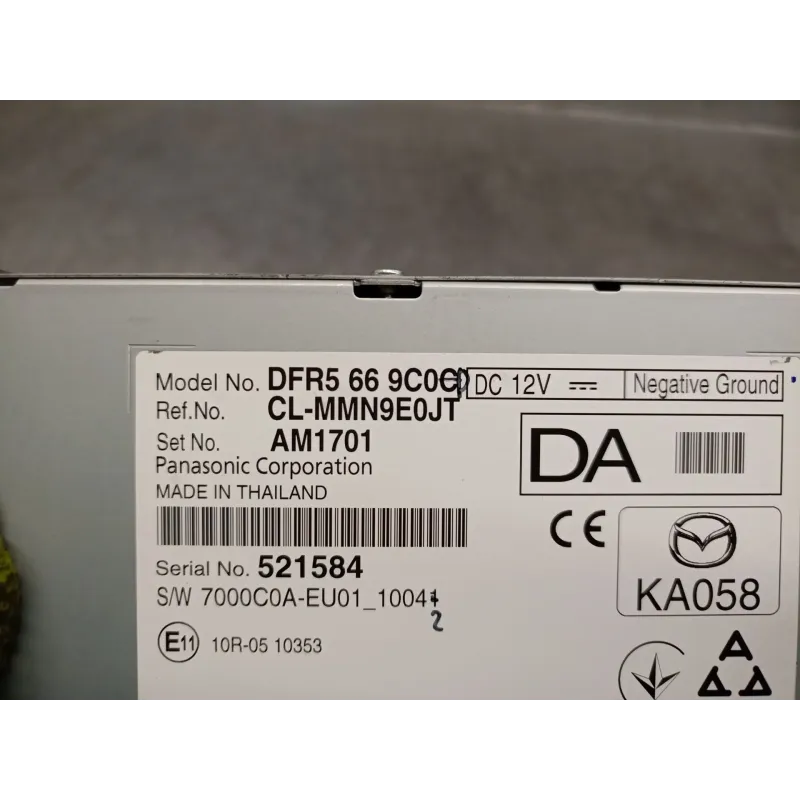 Model No. DFR5 66 9C0C D DC 12V Negative Ground
Ref.No. CL-MMN9E0JT
Set No. AM1701
Panasonic Corporation
MADE IN THAILAND
DA
CE
Serial No. 521584
KA058
S/W 7000C0A-EU01_10041
2
E11 10R-05 10353